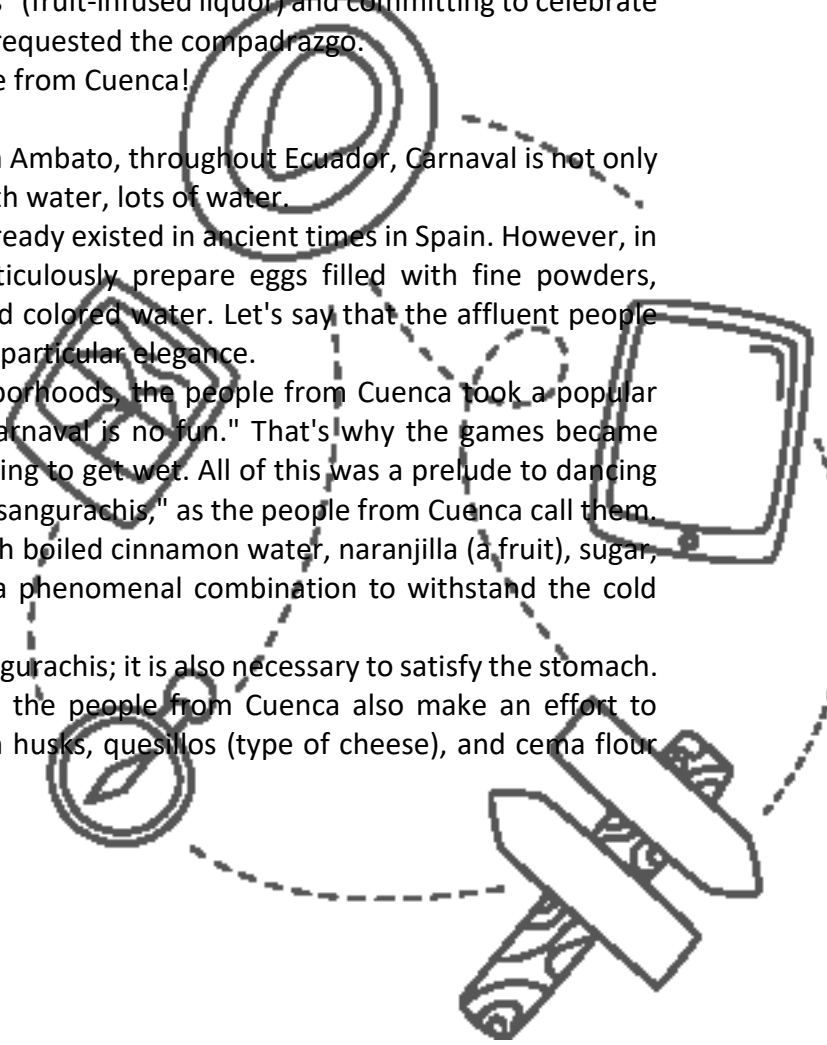 " (fruit-infused liquor) and committing to celebrate
requested the compadrazgo.
e from Cuenca!
Ambato, throughout Ecuador, Carnaval is not only
th water, lots of water.
ready existed in ancient times in Spain. However, in
ticulously prepare eggs filled with fine powders,
d colored water. Let's say that the affluent people
particular elegance.
borhoods, the people from Cuenca took a popular
arnaval is no fun." That's why the games became
ing to get wet. All of this was a prelude to dancing
sangurachis," as the people from Cuenca call them.
h boiled cinnamon water, naranjilla (a fruit), sugar,
a phenomenal combination to withstand the cold
gurachis; it is also necessary to satisfy the stomach.
the people from Cuenca also make an effort to
husks, quesillos (type of cheese), and cema flour